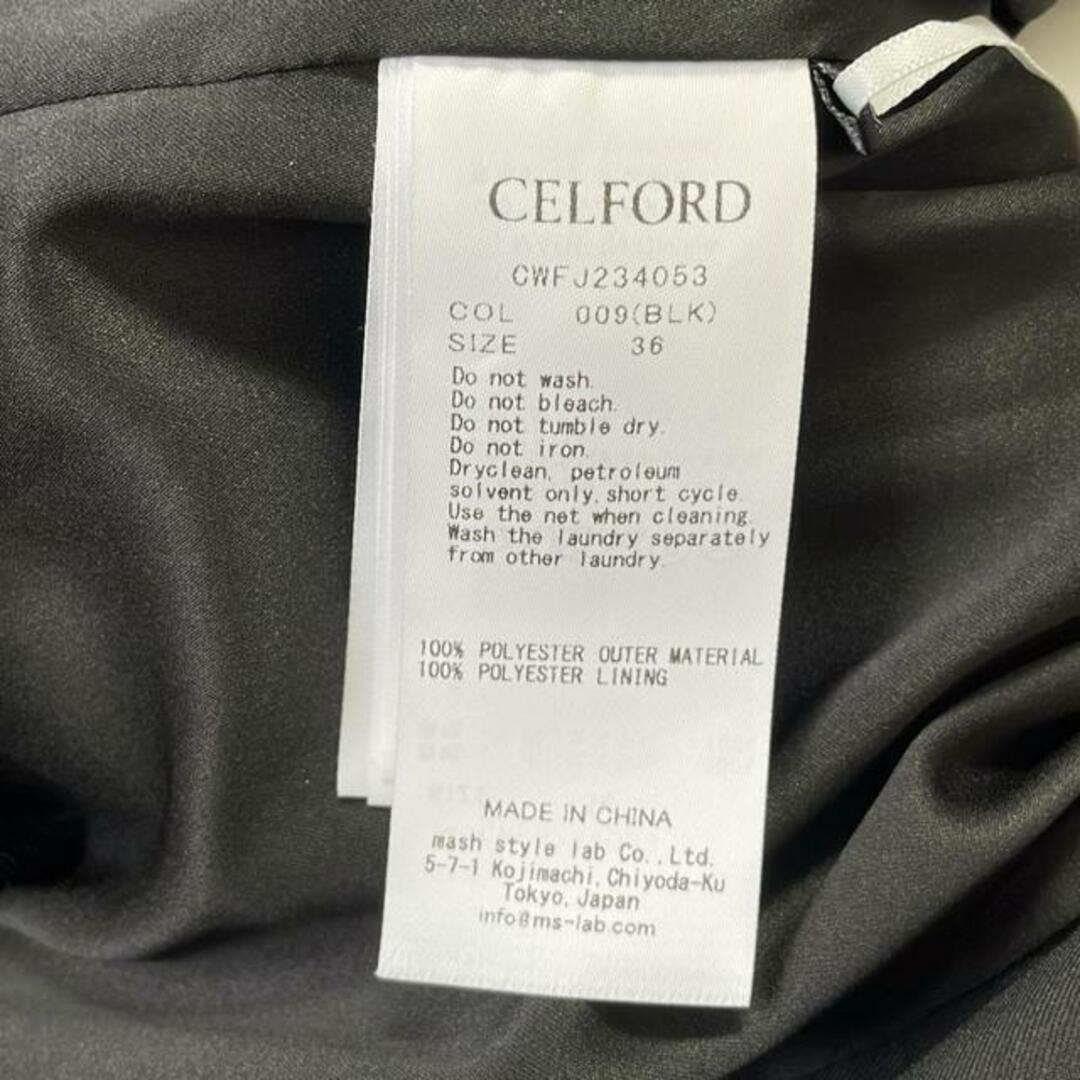 CELFORD
CWFJ234053
COL 009(BLK)
SIZE 36
Do not wash.
Do not bleach.
Do not tumble dry.
Do not iron.
Dryclean, petroleum
solvent only, short cycle.
Use the net when cleaning.
Wash the laundry separately
from other laundry.
100% POLYESTER OUTER MATERIAL
100% POLYESTER LINING
MADE IN CHINA
mash style lab Co.,Ltd.
5-7-1 Kojimachi, Chiyoda-Ku
Tokyo, Japan
info@ms-lab.com